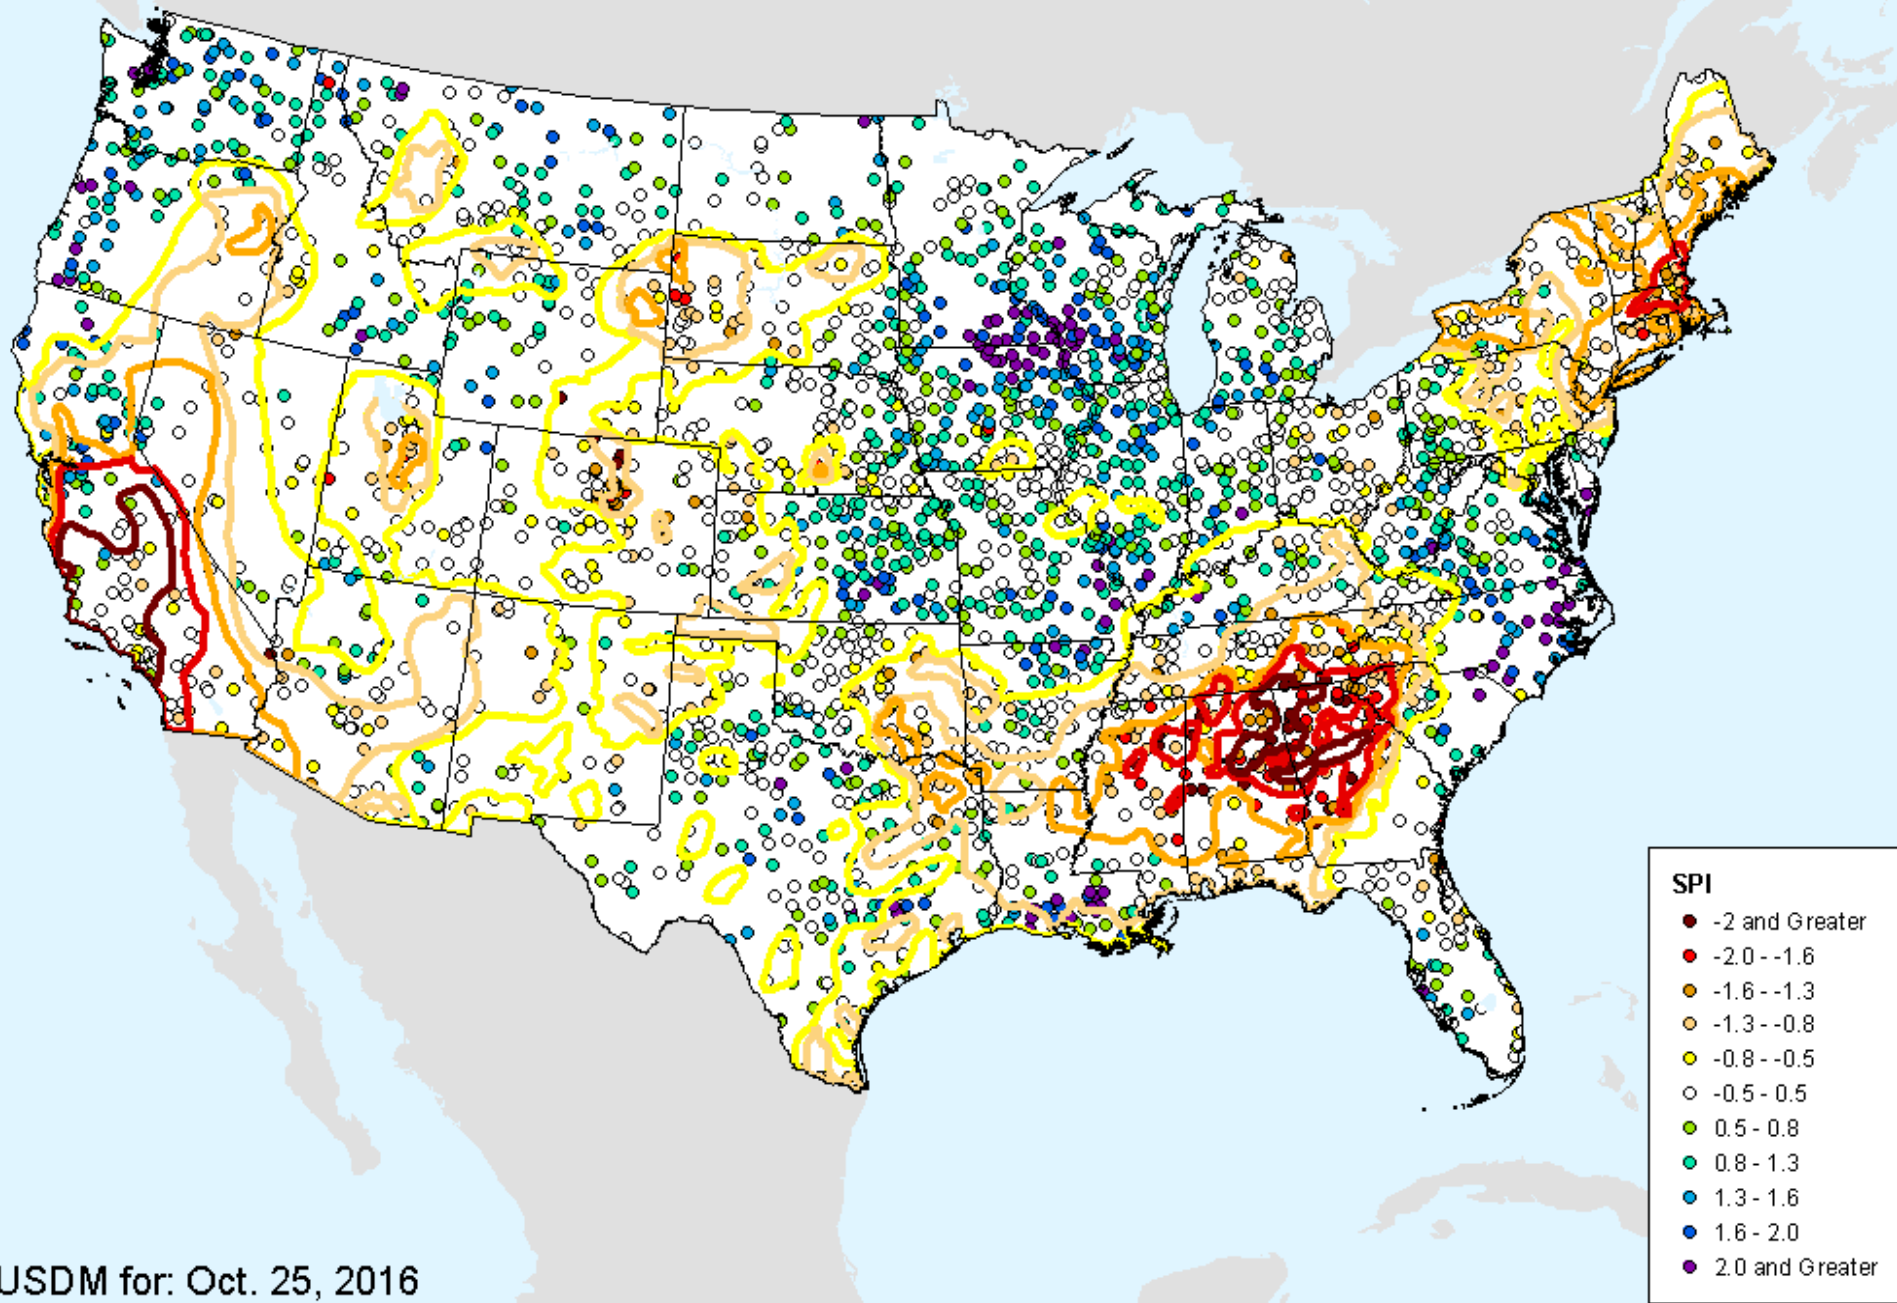 SPI
-2 and Greater
-2.0 - -1.6
-1.6 - -1.3
-1.3 - -0.8
-0.8 - -0.5
-0.5 - 0.5
0.5 - 0.8
0.8 - 1.3
1.3 - 1.6
1.6 - 2.0
2.0 and Greater
USDM for: Oct. 25, 2016